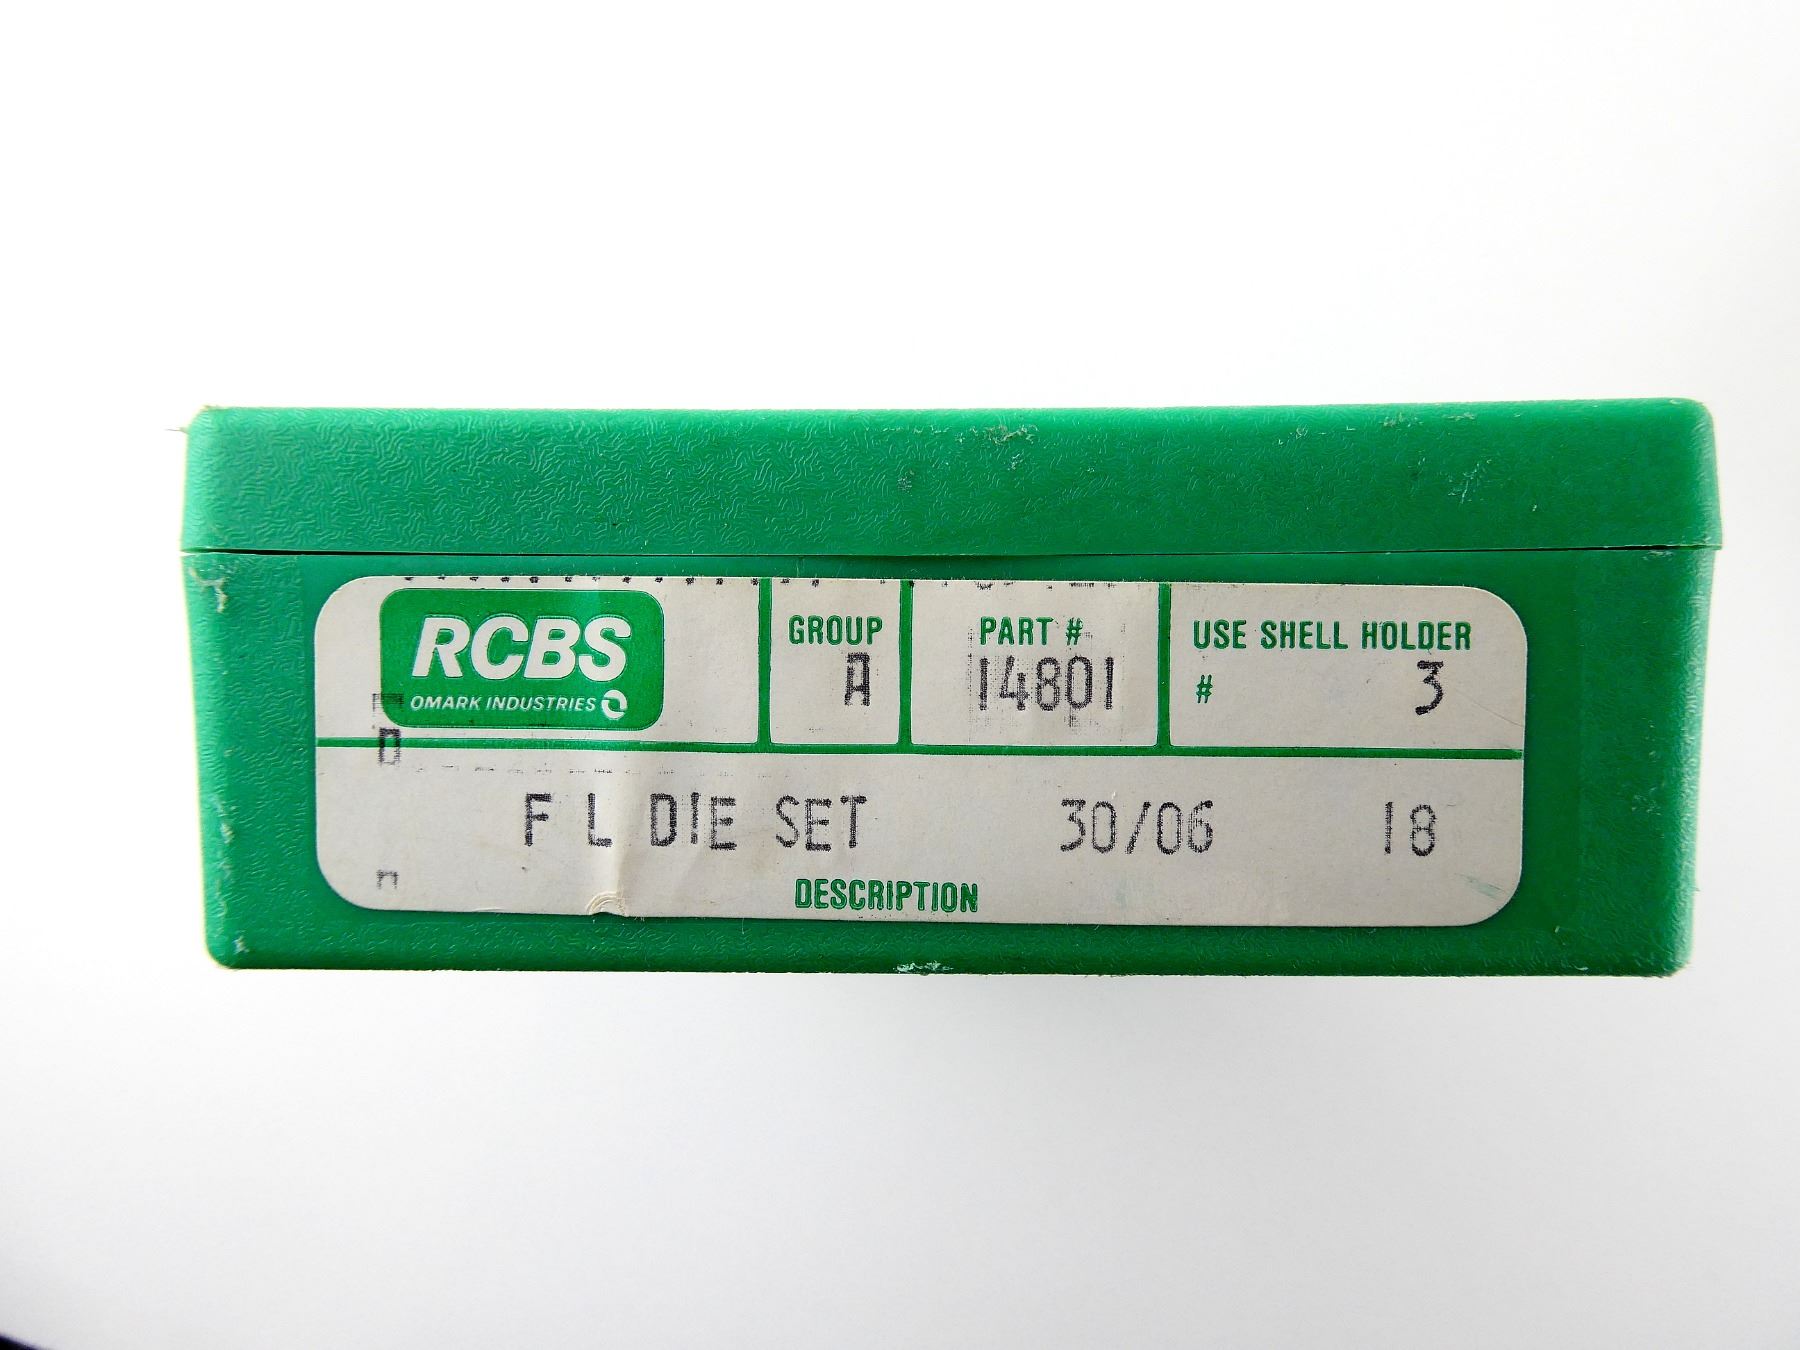 RCBS
OMARK INDUSTRIES
GROUP
A
PART #
14801
USE SHELL HOLDER
# 3
D
F L DIE SET 30/06 18
DESCRIPTION